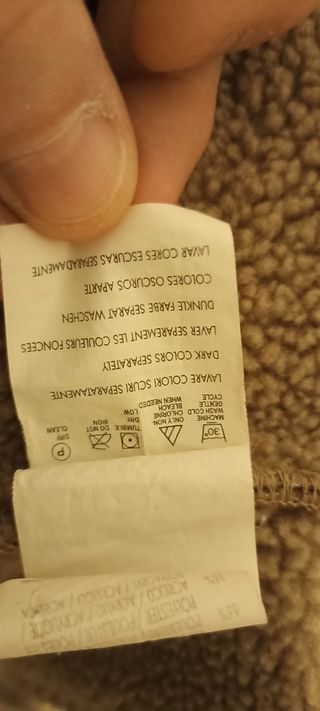 65%
POLYESTER
30° P
MACHINE WASH COLD GENTLE CYCLE
ONLY NON-CHLORINE BLEACH WHEN NEEDED
TUMBLE DRY LOW
DO NOT IRON
DRY CLEAN
LAVARE COLORI SCURI SEPARATAMENTE
DARK COLORS SEPARATELY
LAVER SEPAREMENT LES COULEURS FONCEES
DUNKLE FARBE SEPARAT WASCHEN
COLORES OSCUROS APARTE
LAVAR CORES ESCURAS SEPARADAMENTE